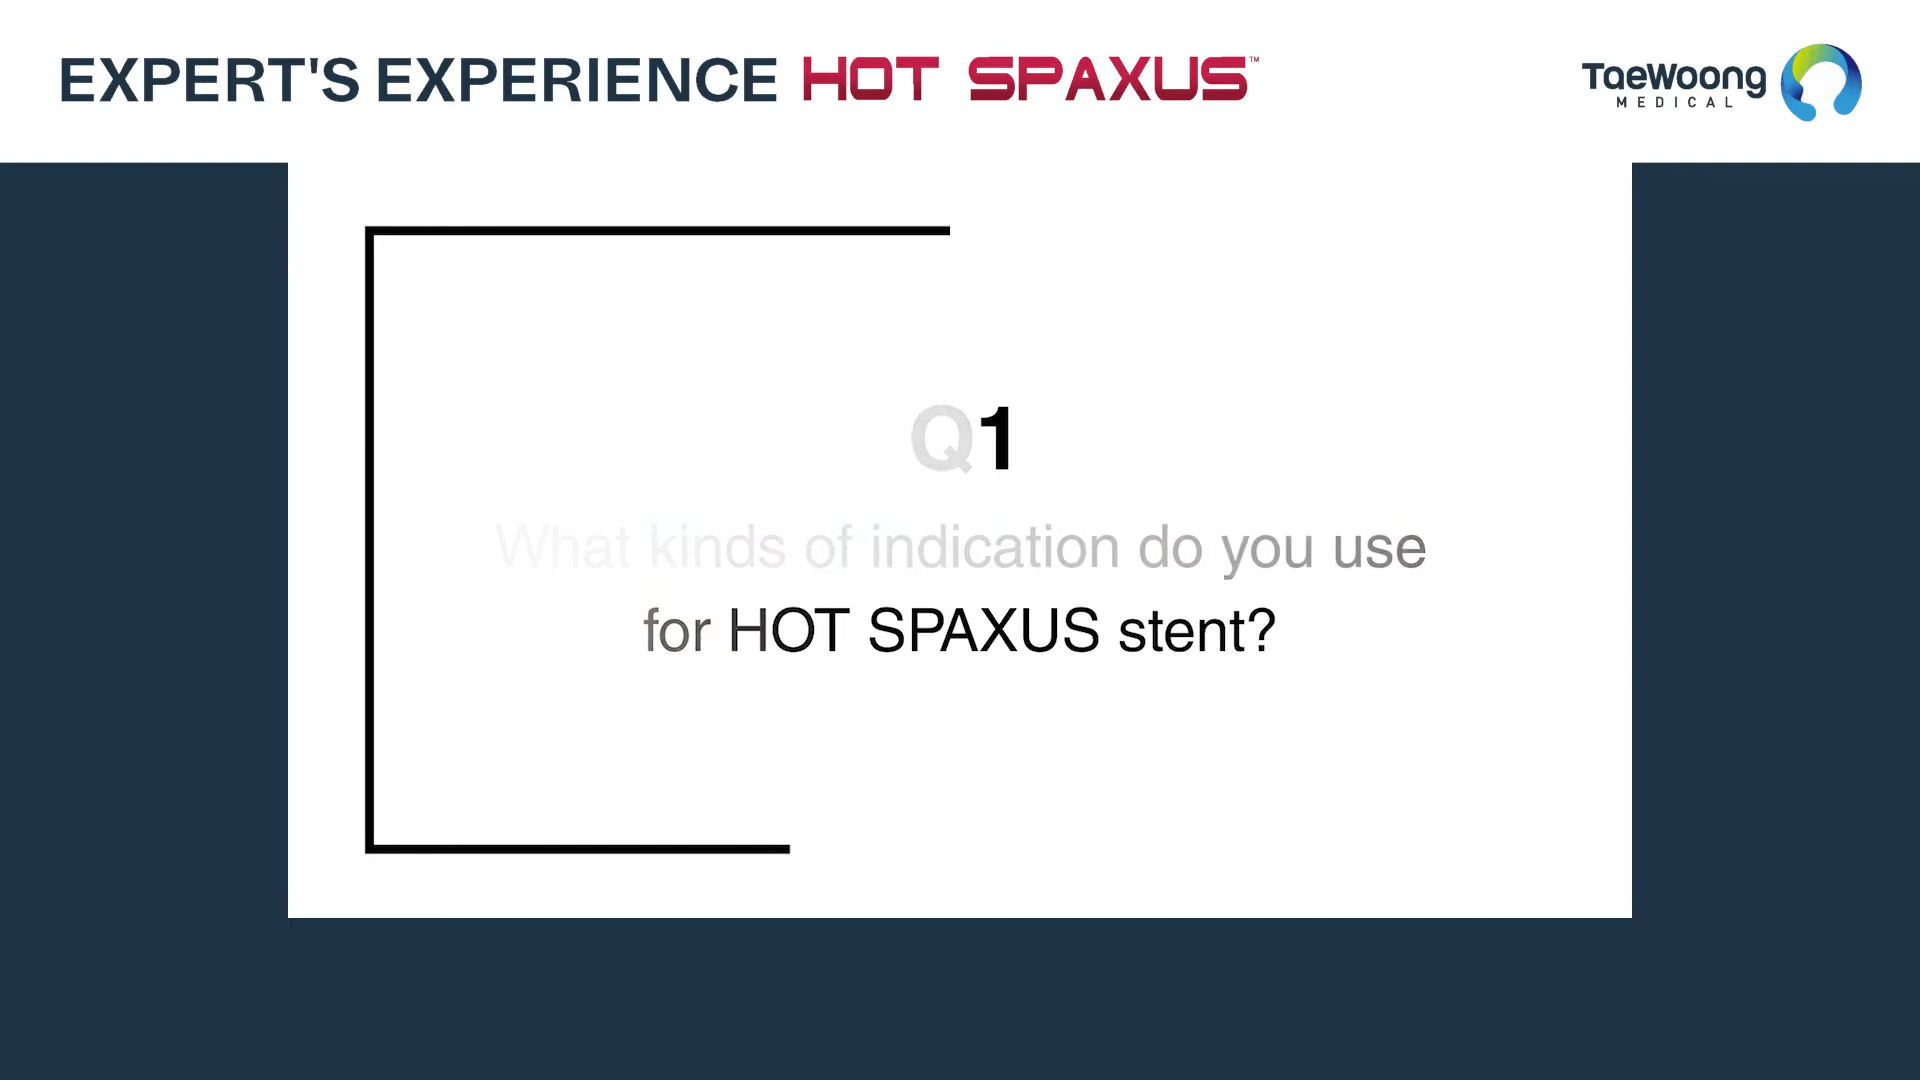 EXPERT'S EXPERIENCE HOT SPAXUS™
TaeWoong
MEDICAL
Q1
What kinds of indication do you use
for HOT SPAXUS stent?